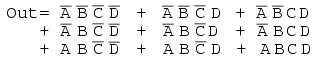 Out= A̅ B̅ C̅ D̅ + A̅ B̅ C̅ D + A̅ B̅ C D
+ A̅ B C̅ D̅ + A̅ B C̅ D + A̅ B C D
+ A B C̅ D̅ + A B C̅ D + A B C D